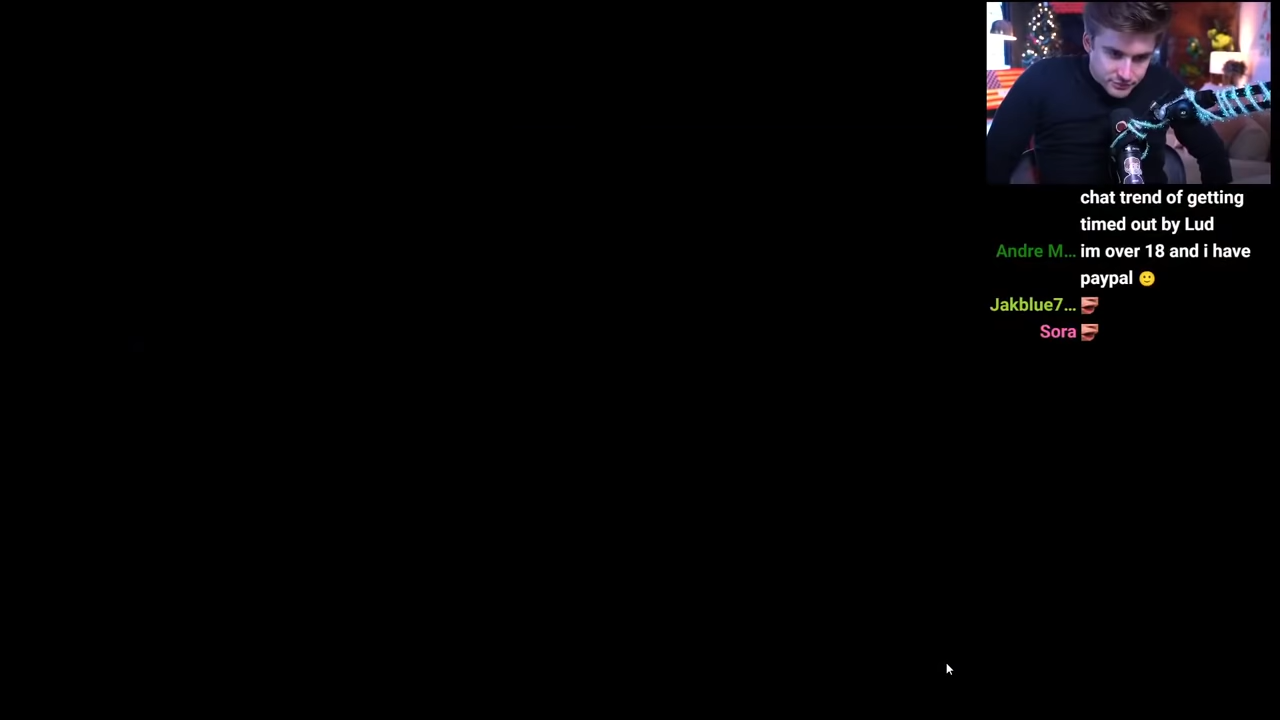 chat trend of getting
timed out by Lud
Andre M... im over 18 and i have
paypal
Jakblue7...
Sora